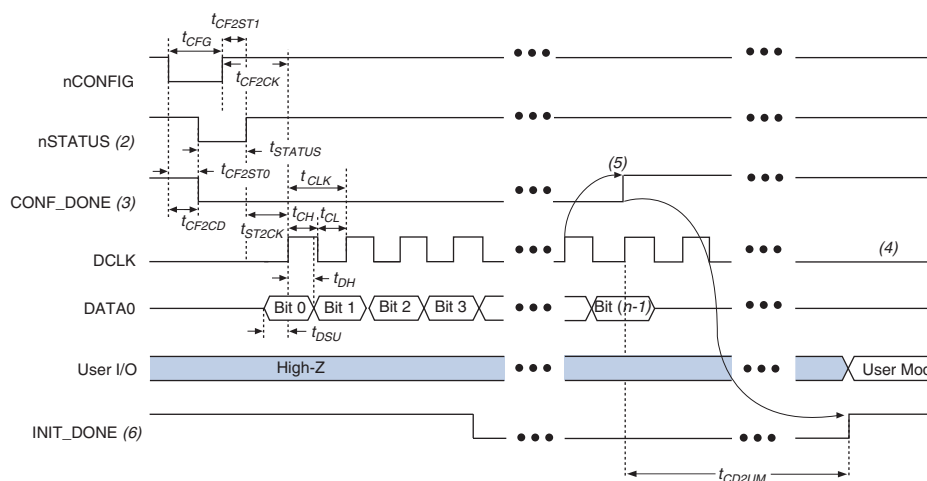 tCF2ST1
tCFG
nCONFIG
tCF2CK
nSTATUS (2)
tSTATUS
tCF2ST0
tCLK
(5)
CONF_DONE (3)
tCF2CD
tST2CK
tCH
tCL
DCLK
(4)
tDH
DATA0
Bit 0
Bit 1
Bit 2
Bit 3
Bit (n-1)
tDSU
User I/O
High-Z
User Mod
INIT_DONE (6)
tCD2UM